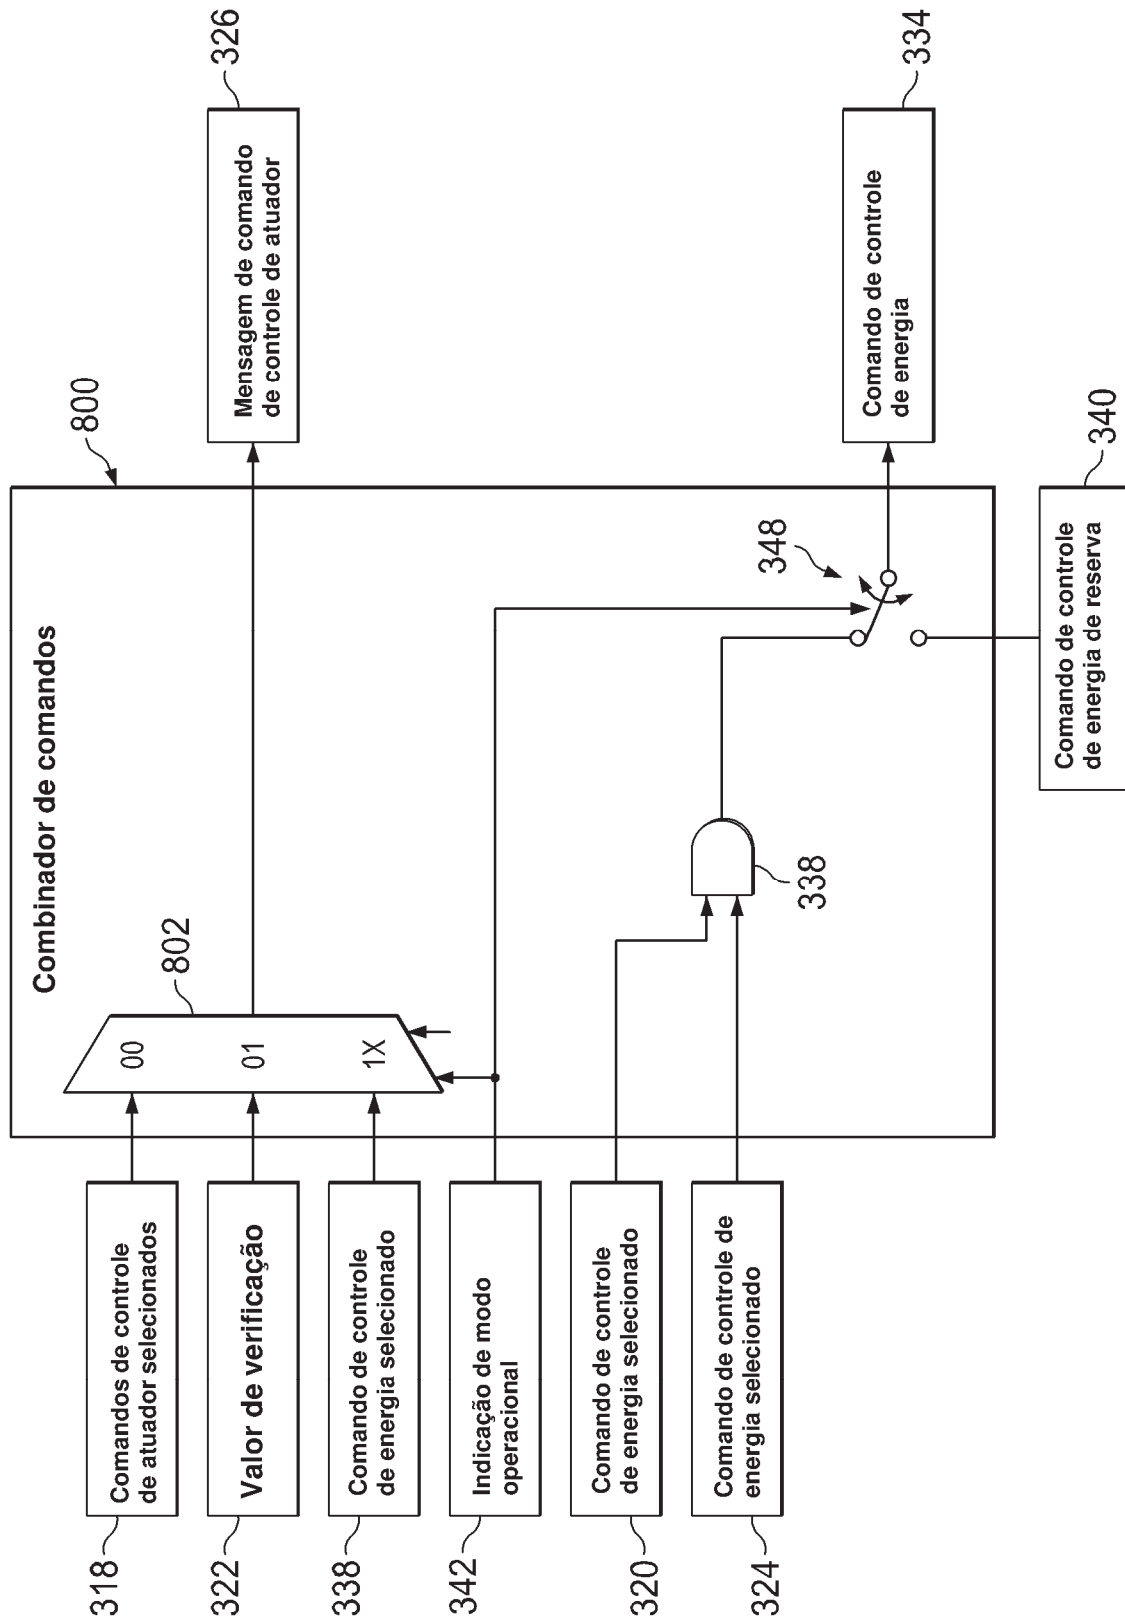 Combinador de comandos
800
318
Comandos de controle
de atuador selecionados
322
Valor de verificação
338
Comando de controle
de energia selecionado
342
Indicação de modo
operacional
320
Comando de controle
de energia selecionado
324
Comando de controle de
energia selecionado
802
00
01
1X
338
348
Mensagem de comando
de controle de atuador
326
Comando de controle
de energia
334
Comando de controle
de energia de reserva
340